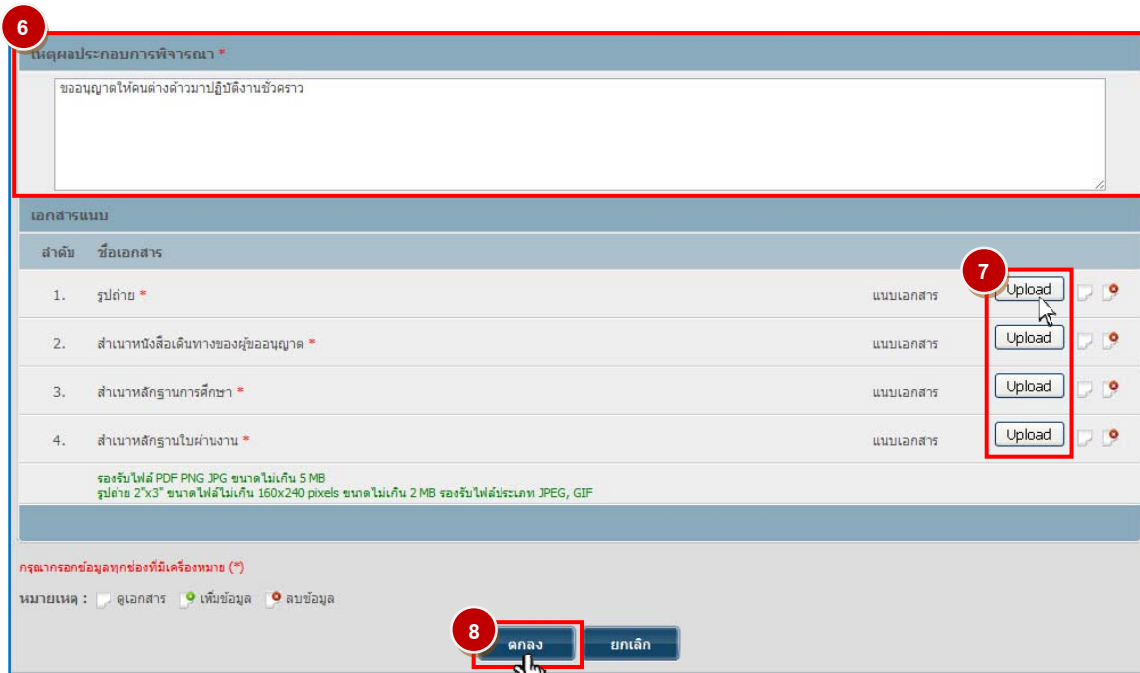 6
เหตุผลประกอบการพิจารณา *
ขออนุญาตให้คนต่างด้าวมาปฏิบัติงานชั่วคราว
เอกสารแนบ
ลำดับ ชื่อเอกสาร
7
1. รูปถ่าย * แนบเอกสาร Upload
2. สำเนาหนังสือเดินทางของผู้ขออนุญาต * แนบเอกสาร Upload
3. สำเนาหลักฐานการศึกษา * แนบเอกสาร Upload
4. สำเนาหลักฐานใบผ่านงาน * แนบเอกสาร Upload
รองรับไฟล์ PDF PNG JPG ขนาดไม่เกิน 5 MB
รูปถ่าย 2"x3" ขนาดไฟล์ไม่เกิน 160x240 pixels ขนาดไม่เกิน 2 MB รองรับไฟล์ประเภท JPEG, GIF
กรุณากรอกข้อมูลทุกช่องที่มีเครื่องหมาย (*)
หมายเหตุ : ดูเอกสาร เพิ่มข้อมูล ลบข้อมูล
8
ตกลง ยกเลิก